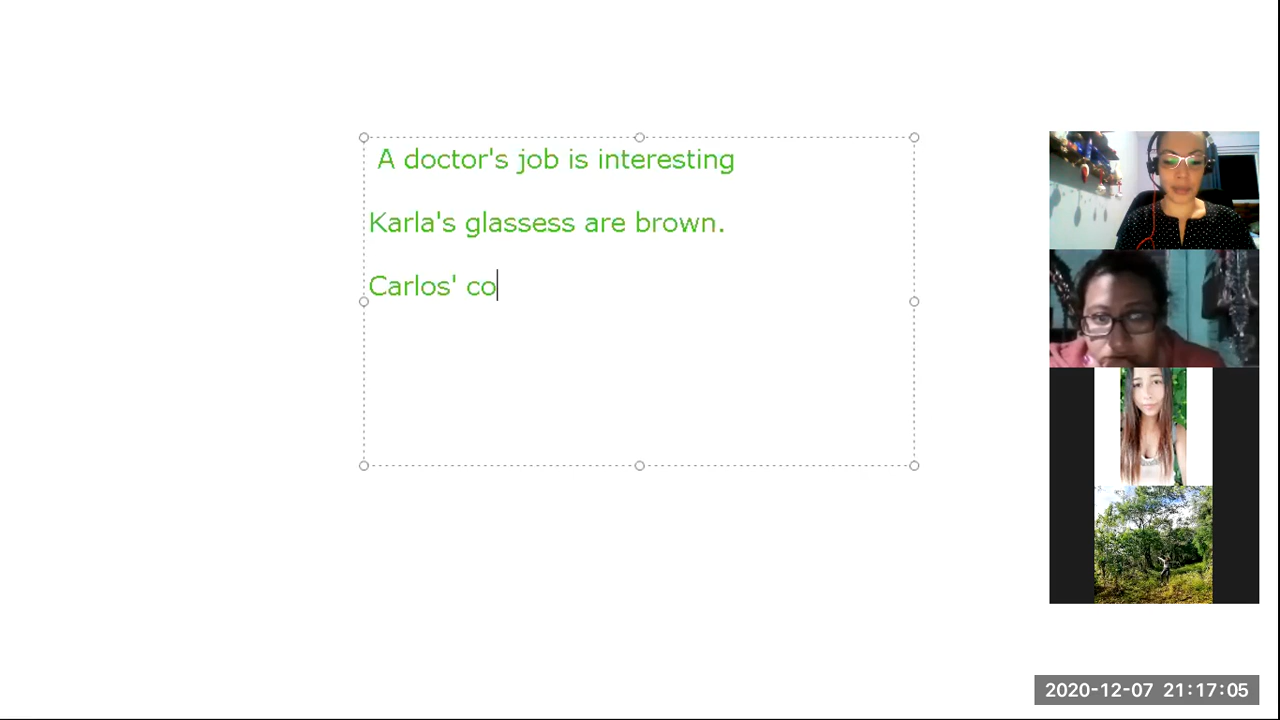 A doctor's job is interesting
Karla's glassess are brown.
Carlos' co
2020-12-07 21:17:05